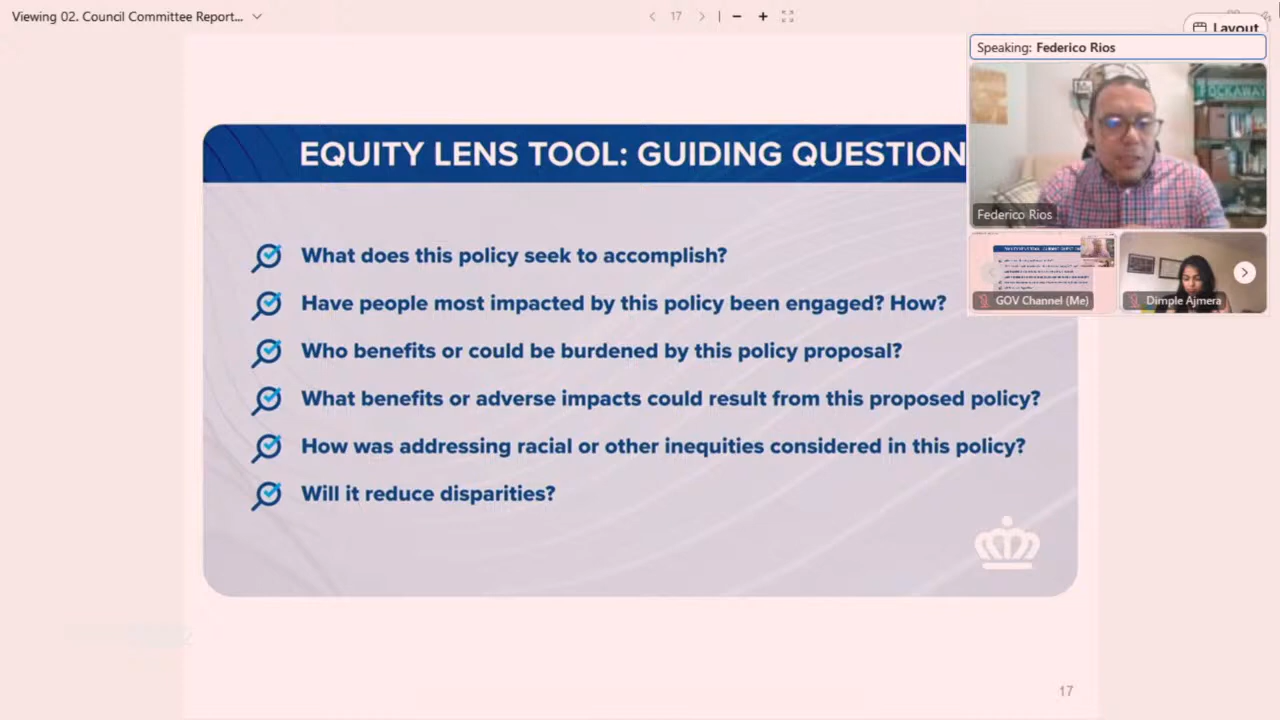 Viewing 02. Council Committee Report...
17
Layout
Speaking: Federico Rios
OCKAWAY
Federico Rios
GOV Channel (Me)
Dimple Ajmera
EQUITY LENS TOOL: GUIDING QUESTION
What does this policy seek to accomplish?
Have people most impacted by this policy been engaged? How?
Who benefits or could be burdened by this policy proposal?
What benefits or adverse impacts could result from this proposed policy?
How was addressing racial or other inequities considered in this policy?
Will it reduce disparities?
17